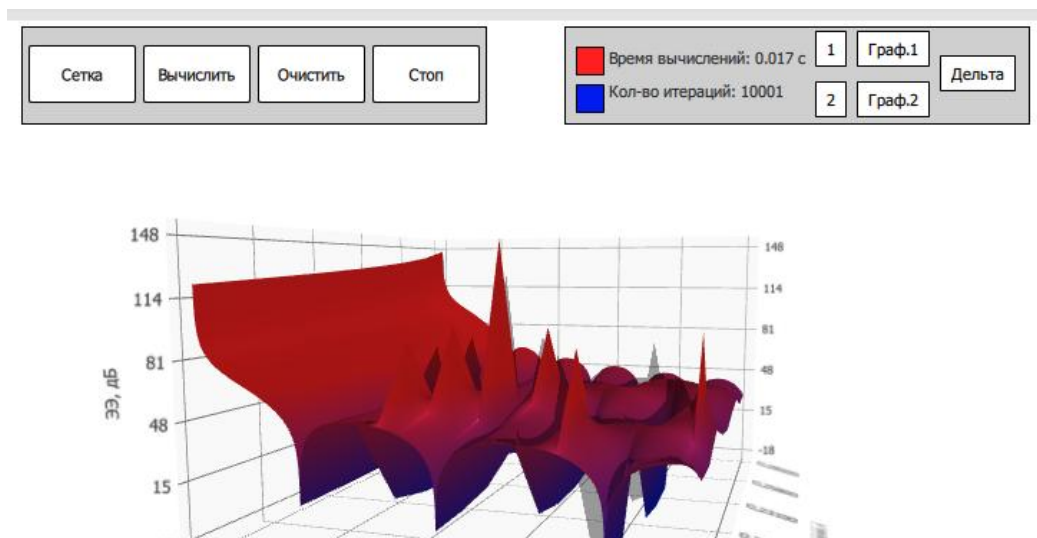 Сетка
Вычислить
Очистить
Стоп
Время вычислений: 0.017 с
Кол-во итераций: 10001
1
Граф.1
2
Граф.2
Дельта
148
114
81
48
15
ЭЭ, дБ
148
114
81
48
15
-18